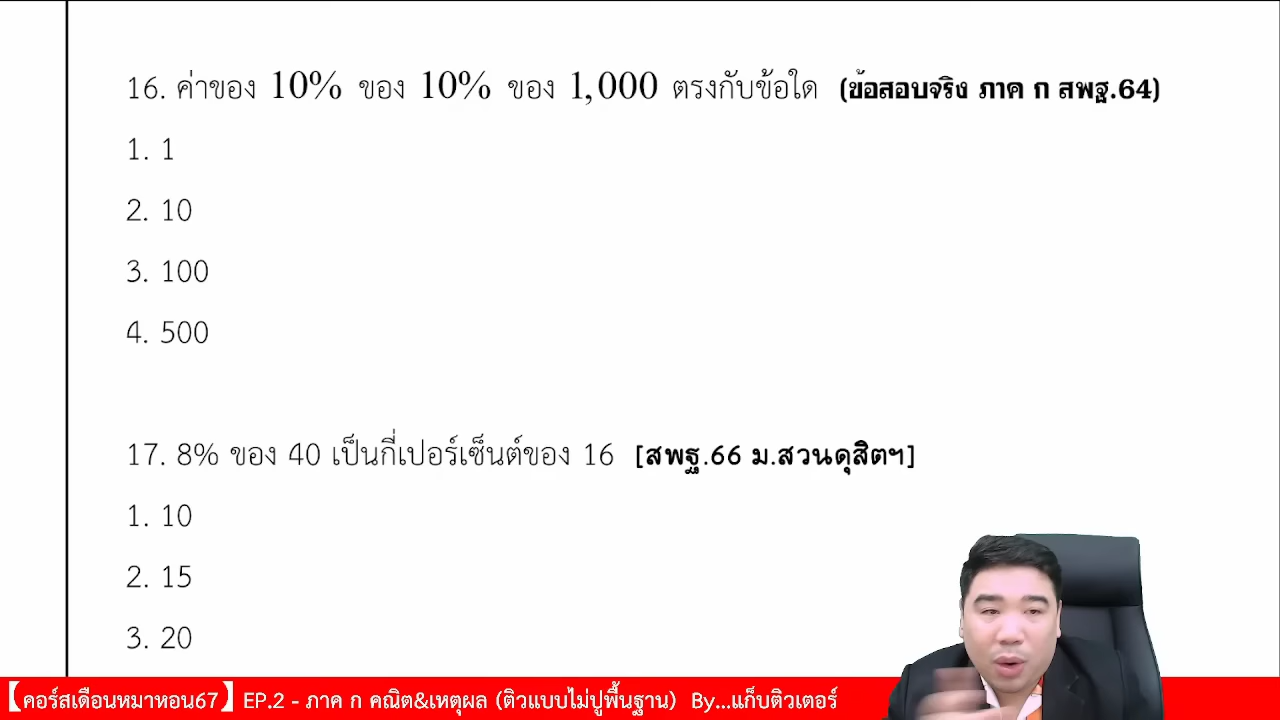 16. ค่าของ 10% ของ 10% ของ 1,000 ตรงกับข้อใด (ข้อสอบจริง ภาค ก สพฐ.64)
1. 1
2. 10
3. 100
4. 500
17. 8% ของ 40 เป็นกี่เปอร์เซ็นต์ของ 16 [สพฐ.66 ม.สวนดุสิตฯ]
1. 10
2. 15
3. 20
【คอร์สเดือนหมาหอน67】 EP.2 - ภาค ก คณิต&เหตุผล (ติวแบบไม่ปูพื้นฐาน) By...แก็บติวเตอร์